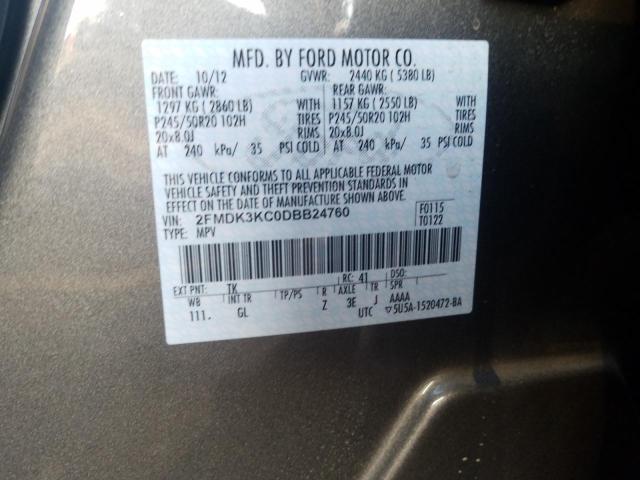 MFD. BY FORD MOTOR CO.
DATE: 10/12 GVWR: 2440 KG ( 5380 LB)
FRONT GAWR: REAR GAWR:
1297 KG ( 2860 LB) WITH 1157 KG ( 2550 LB) WITH
P245/50R20 102H TIRES P245/50R20 102H TIRES
20x8.0J RIMS 20x8.0J RIMS
AT 240 kPa/ 35 PSI COLD AT 240 kPa/ 35 PSI COLD
THIS VEHICLE CONFORMS TO ALL APPLICABLE FEDERAL MOTOR
VEHICLE SAFETY AND THEFT PREVENTION STANDARDS IN
EFFECT ON THE DATE OF MANUFACTURE SHOWN ABOVE.
VIN: 2FMDK3KC0DBB24760 F0115
TYPE: MPV T0122
EXT PNT: TK RC: 41 DSO:
WB INT TR TP/PS R AXLE TR SPR
111. GL Z 3E J AAAA
UTC ▽5U5A-1520472-BA